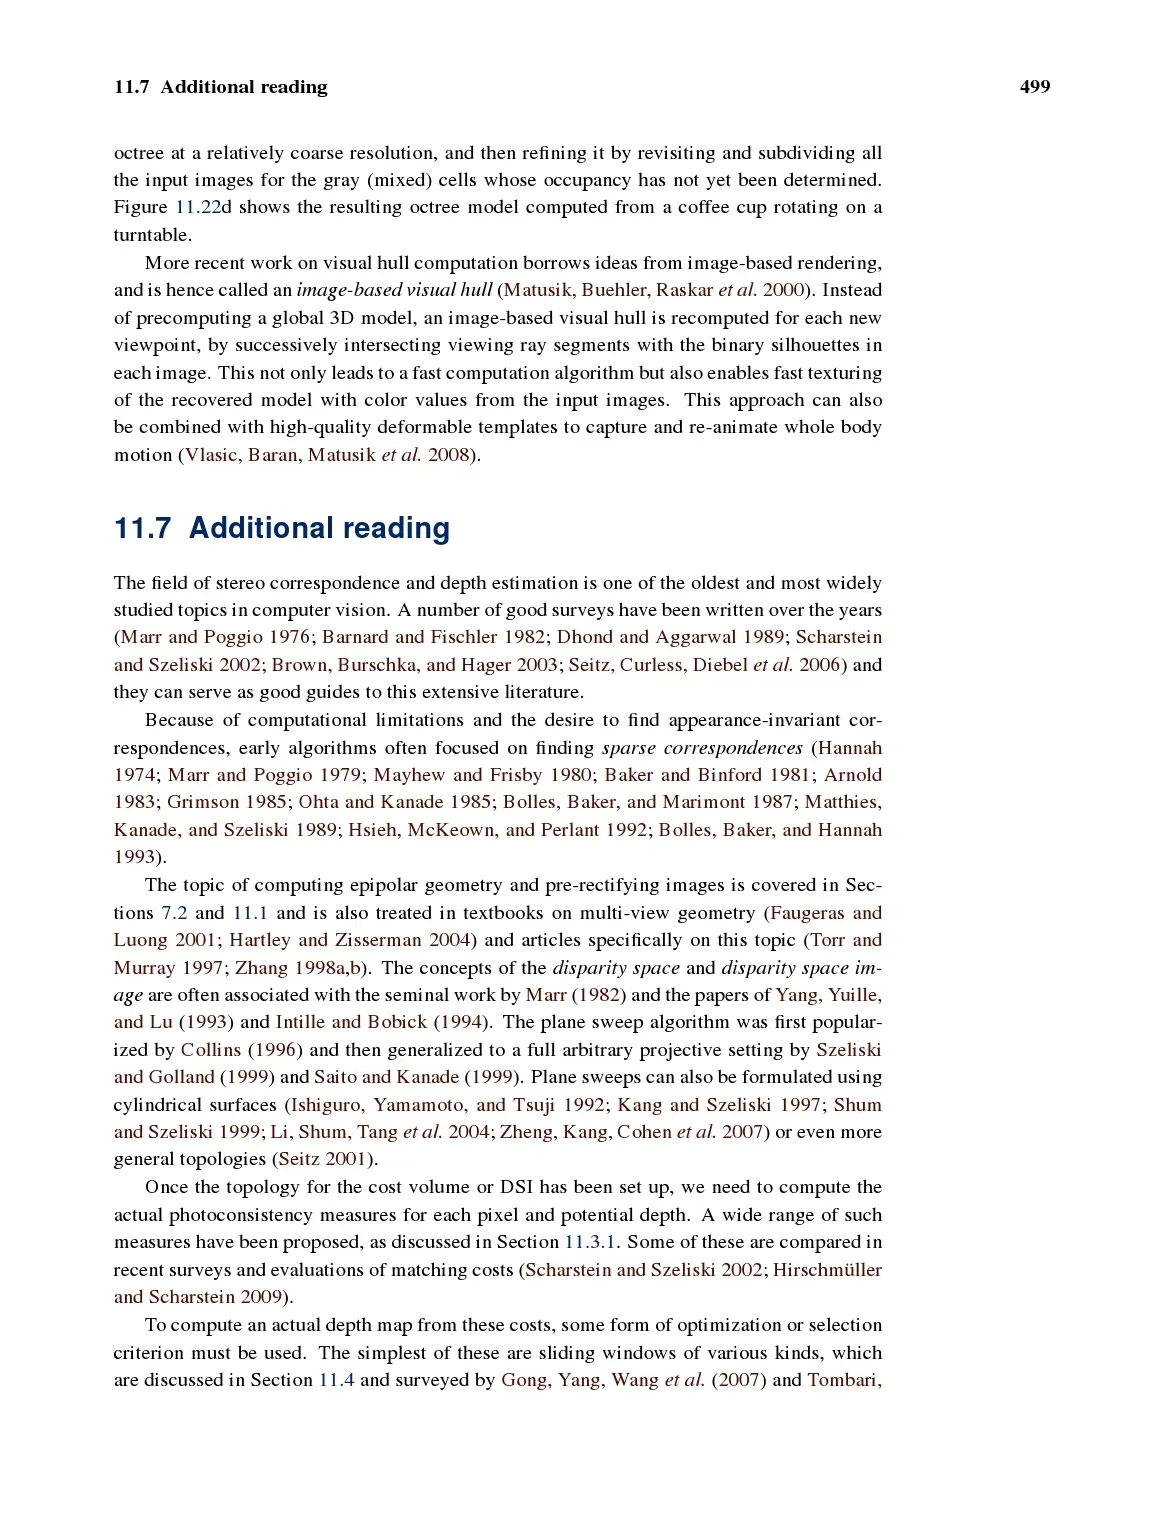 11.7 Additional reading 499
octree at a relatively coarse resolution, and then refining it by revisiting and subdividing all
the input images for the gray (mixed) cells whose occupancy has not yet been determined.
Figure 11.22d shows the resulting octree model computed from a coffee cup rotating on a
turntable.
More recent work on visual hull computation borrows ideas from image-based rendering,
and is hence called an image-based visual hull (Matusik, Buehler, Raskar et al. 2000). Instead
of precomputing a global 3D model, an image-based visual hull is recomputed for each new
viewpoint, by successively intersecting viewing ray segments with the binary silhouettes in
each image. This not only leads to a fast computation algorithm but also enables fast texturing
of the recovered model with color values from the input images. This approach can also
be combined with high-quality deformable templates to capture and re-animate whole body
motion (Vlasic, Baran, Matusik et al. 2008).
11.7 Additional reading
The field of stereo correspondence and depth estimation is one of the oldest and most widely
studied topics in computer vision. A number of good surveys have been written over the years
(Marr and Poggio 1976; Barnard and Fischler 1982; Dhond and Aggarwal 1989; Scharstein
and Szeliski 2002; Brown, Burschka, and Hager 2003; Seitz, Curless, Diebel et al. 2006) and
they can serve as good guides to this extensive literature.
Because of computational limitations and the desire to find appearance-invariant cor-
respondences, early algorithms often focused on finding sparse correspondences (Hannah
1974; Marr and Poggio 1979; Mayhew and Frisby 1980; Baker and Binford 1981; Arnold
1983; Grimson 1985; Ohta and Kanade 1985; Bolles, Baker, and Marimont 1987; Matthies,
Kanade, and Szeliski 1989; Hsieh, McKeown, and Perlant 1992; Bolles, Baker, and Hannah
1993).
The topic of computing epipolar geometry and pre-rectifying images is covered in Sec-
tions 7.2 and 11.1 and is also treated in textbooks on multi-view geometry (Faugeras and
Luong 2001; Hartley and Zisserman 2004) and articles specifically on this topic (Torr and
Murray 1997; Zhang 1998a,b). The concepts of the disparity space and disparity space im-
age are often associated with the seminal work by Marr (1982) and the papers of Yang, Yuille,
and Lu (1993) and Intille and Bobick (1994). The plane sweep algorithm was first popular-
ized by Collins (1996) and then generalized to a full arbitrary projective setting by Szeliski
and Golland (1999) and Saito and Kanade (1999). Plane sweeps can also be formulated using
cylindrical surfaces (Ishiguro, Yamamoto, and Tsuji 1992; Kang and Szeliski 1997; Shum
and Szeliski 1999; Li, Shum, Tang et al. 2004; Zheng, Kang, Cohen et al. 2007) or even more
general topologies (Seitz 2001).
Once the topology for the cost volume or DSI has been set up, we need to compute the
actual photoconsistency measures for each pixel and potential depth. A wide range of such
measures have been proposed, as discussed in Section 11.3.1. Some of these are compared in
recent surveys and evaluations of matching costs (Scharstein and Szeliski 2002; Hirschmüller
and Scharstein 2009).
To compute an actual depth map from these costs, some form of optimization or selection
criterion must be used. The simplest of these are sliding windows of various kinds, which
are discussed in Section 11.4 and surveyed by Gong, Yang, Wang et al. (2007) and Tombari,